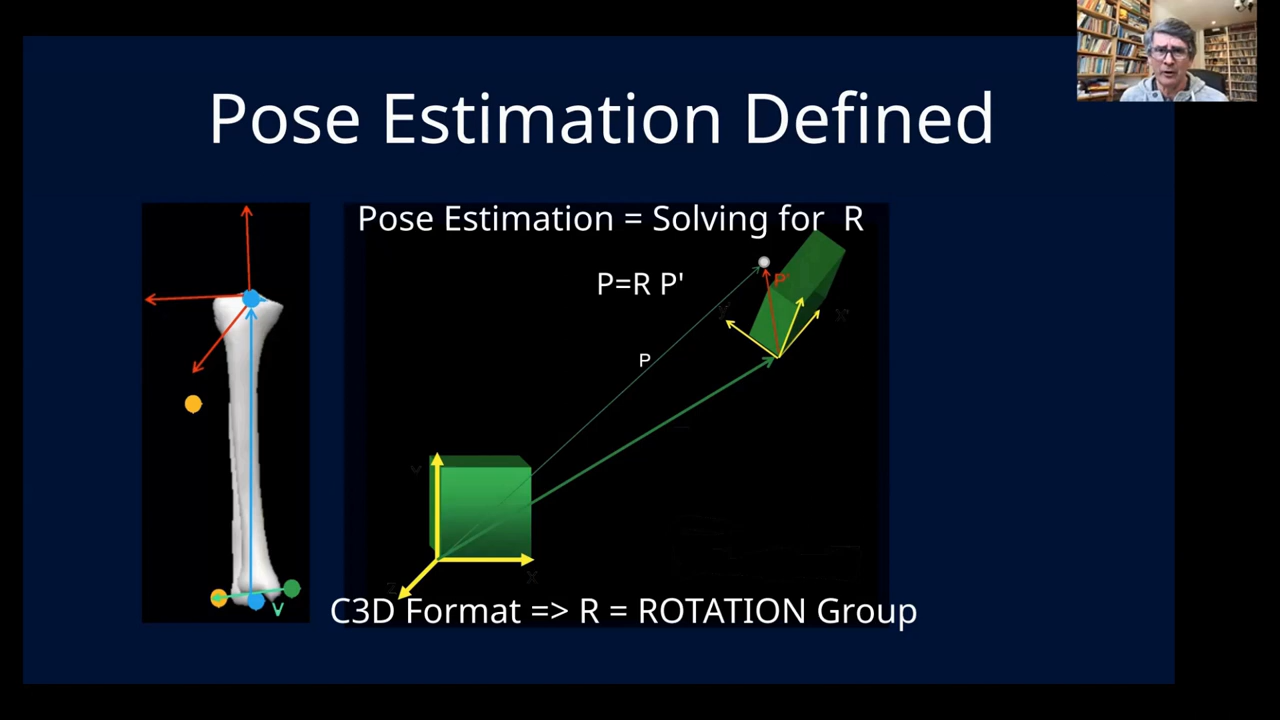 Pose Estimation Defined
Pose Estimation = Solving for R
P=R P'
P'
y'
x'
P
Y
X
Z
V
C3D Format => R = ROTATION Group